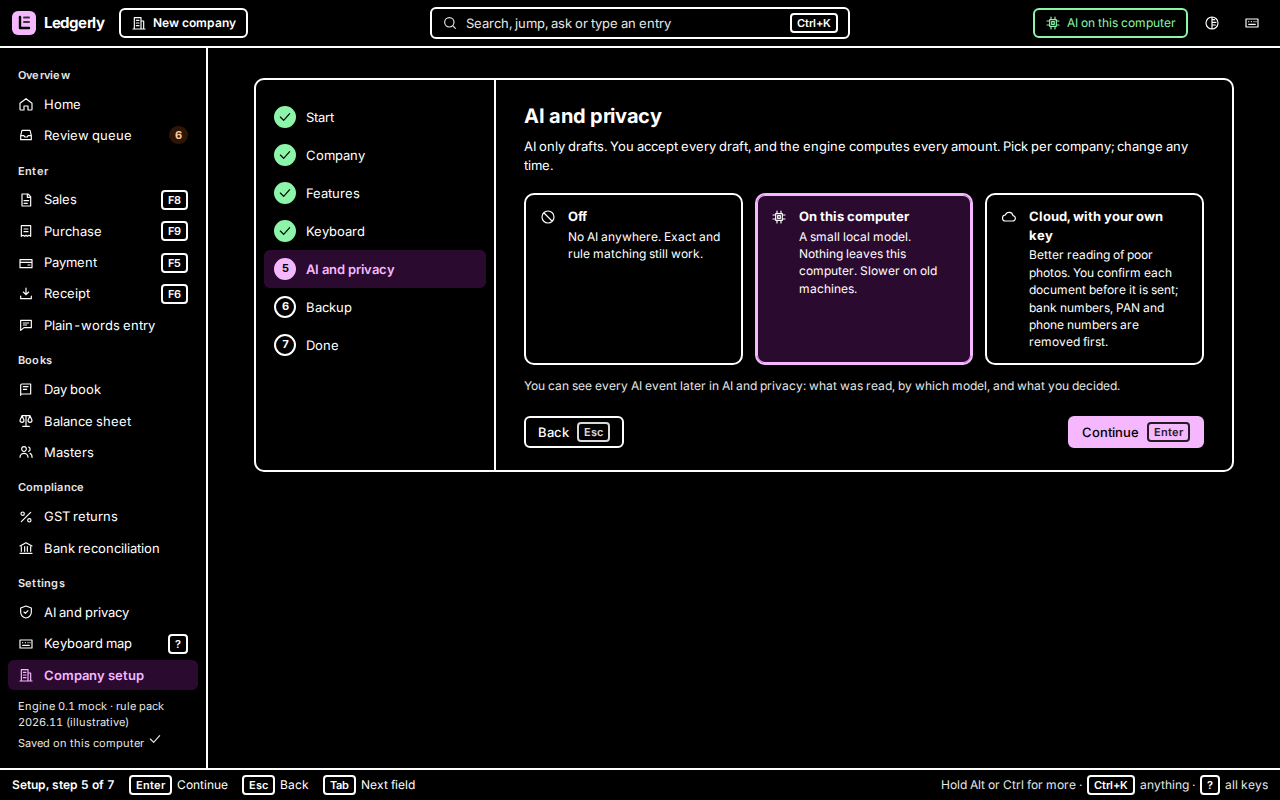 Ledgerly
New company
Search, jump, ask or type an entry
Ctrl+K
AI on this computer
Overview
Home
Review queue
6
Enter
Sales
F8
Purchase
F9
Payment
F5
Receipt
F6
Plain-words entry
Books
Day book
Balance sheet
Masters
Compliance
GST returns
Bank reconciliation
Settings
AI and privacy
Keyboard map
?
Company setup
Engine 0.1 mock · rule pack
2026.11 (illustrative)
Saved on this computer
Start
Company
Features
Keyboard
5
AI and privacy
6
Backup
7
Done
AI and privacy
AI only drafts. You accept every draft, and the engine computes every amount. Pick per company; change any
time.
Off
No AI anywhere. Exact and
rule matching still work.
On this computer
A small local model.
Nothing leaves this
computer. Slower on old
machines.
Cloud, with your own
key
Better reading of poor
photos. You confirm each
document before it is sent;
bank numbers, PAN and
phone numbers are
removed first.
You can see every AI event later in AI and privacy: what was read, by which model, and what you decided.
Back
Esc
Continue
Enter
Setup, step 5 of 7
Enter
Continue
Esc
Back
Tab
Next field
Hold Alt or Ctrl for more ·
Ctrl+K
anything ·
?
all keys